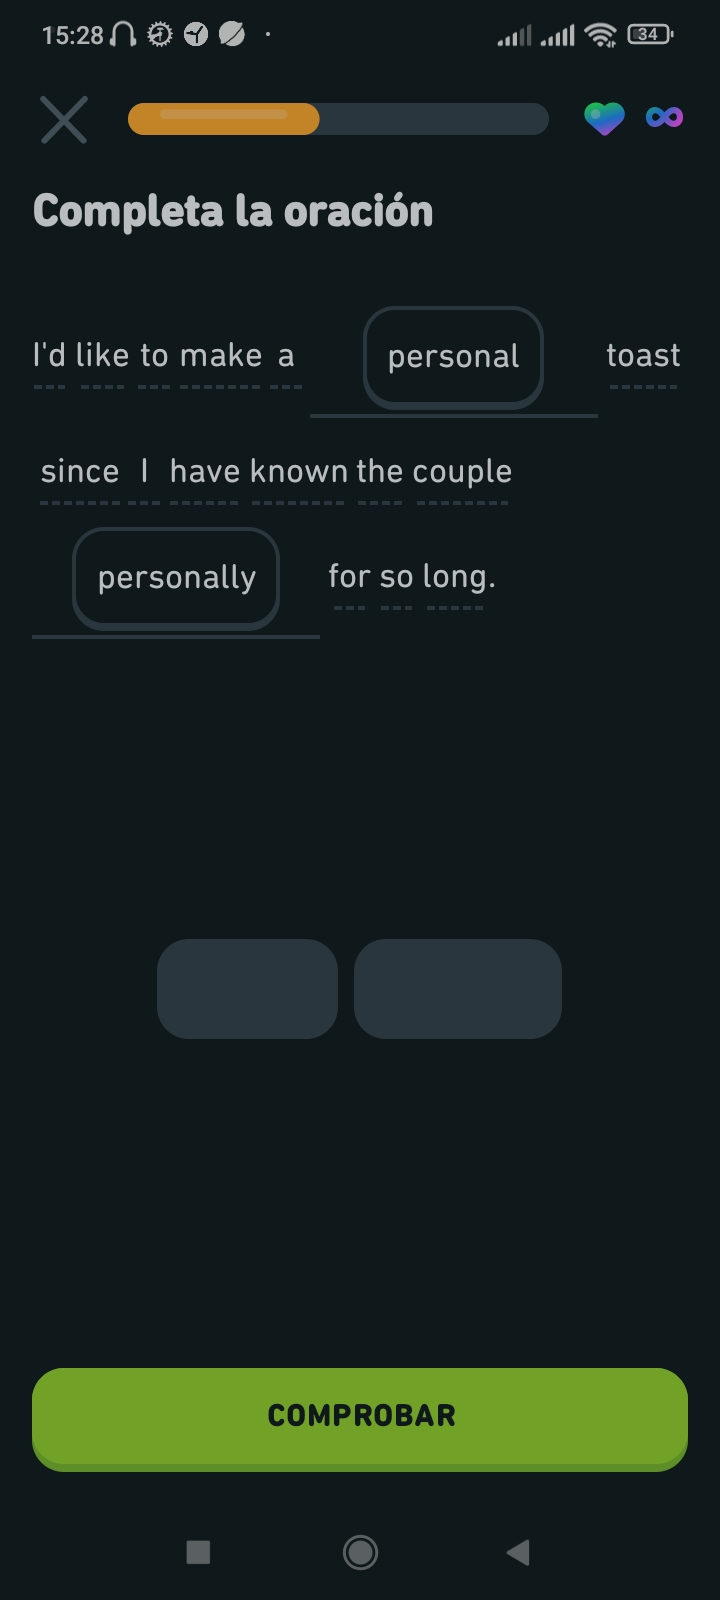 15:28
34
Completa la oración
I'd like to make a personal toast
since I have known the couple
personally for so long.
COMPROBAR